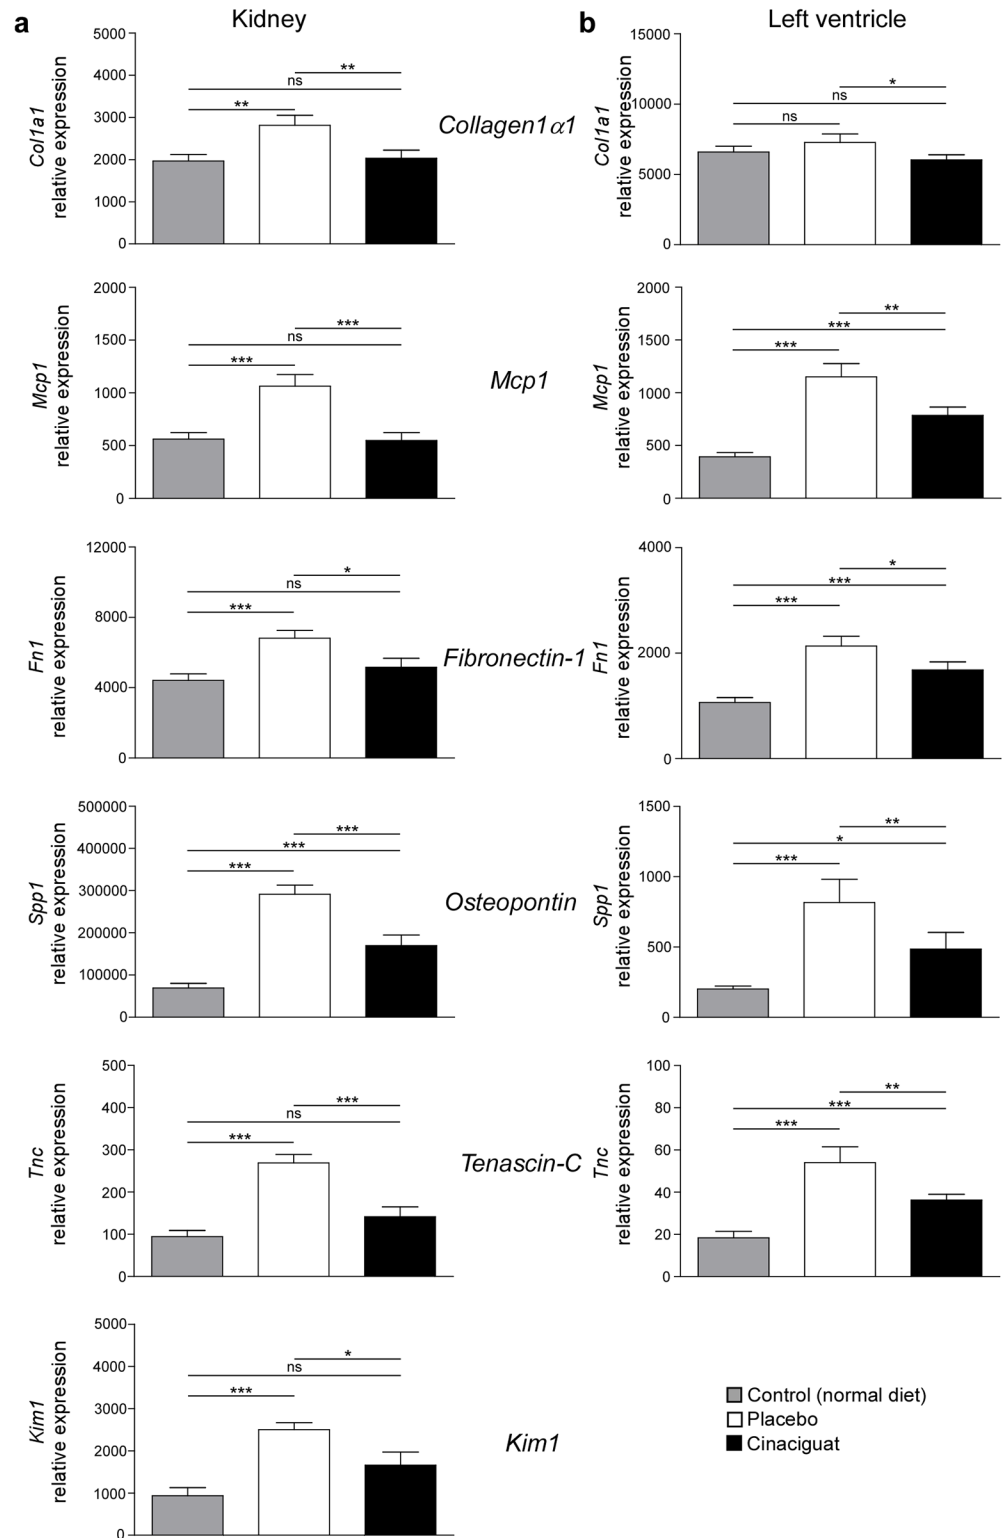 a
Kidney
b
Left ventricle
Col1a1
relative expression
5000
4000
3000
2000
1000
0
**
ns
**
Collagen1α1
Col1a1
relative expression
15000
10000
5000
0
*
ns
ns
Mcp1
relative expression
2000
1500
1000
500
0
***
ns
***
Mcp1
Mcp1
relative expression
2000
1500
1000
500
0
**
***
***
Fn1
relative expression
12000
8000
4000
0
*
ns
***
Fibronectin-1
Fn1
relative expression
4000
2000
0
*
***
***
Spp1
relative expression
500000
400000
300000
200000
100000
0
***
***
***
Osteopontin
Spp1
relative expression
1500
1000
500
0
**
*
***
Tnc
relative expression
500
400
300
200
100
0
***
ns
***
Tenascin-C
Tnc
relative expression
100
80
60
40
20
0
**
***
***
Kim1
relative expression
5000
4000
3000
2000
1000
0
*
ns
***
Kim1
Control (normal diet)
Placebo
Cinaciguat